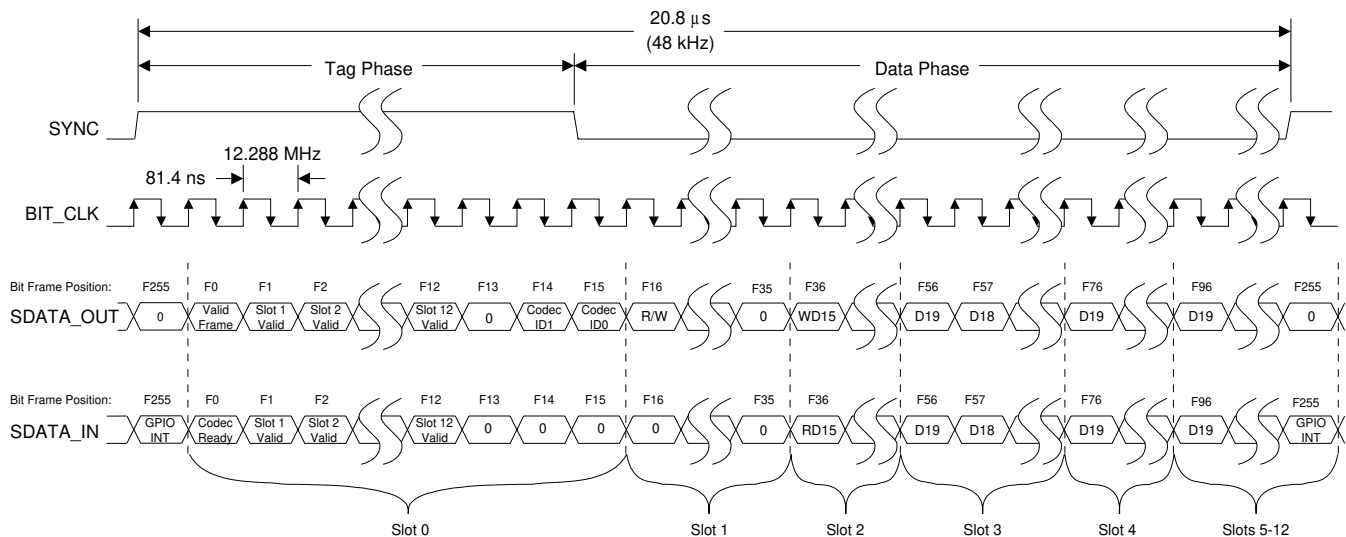 20.8 μs
(48 kHz)
Tag Phase
Data Phase
SYNC
12.288 MHz
81.4 ns
BIT_CLK
Bit Frame Position: F255 F0 F1 F2 F12 F13 F14 F15 F16 F35 F36 F56 F57 F76 F96 F255
SDATA_OUT 0 Valid Frame Slot 1 Valid Slot 2 Valid Slot 12 Valid 0 Codec ID1 Codec ID0 R/W 0 WD15 D19 D18 D19 D19 0
Bit Frame Position: F255 F0 F1 F2 F12 F13 F14 F15 F16 F35 F36 F56 F57 F76 F96 F255
SDATA_IN GPIO INT Codec Ready Slot 1 Valid Slot 2 Valid Slot 12 Valid 0 0 0 0 0 RD15 D19 D18 D19 D19 GPIO INT
Slot 0 Slot 1 Slot 2 Slot 3 Slot 4 Slots 5-12